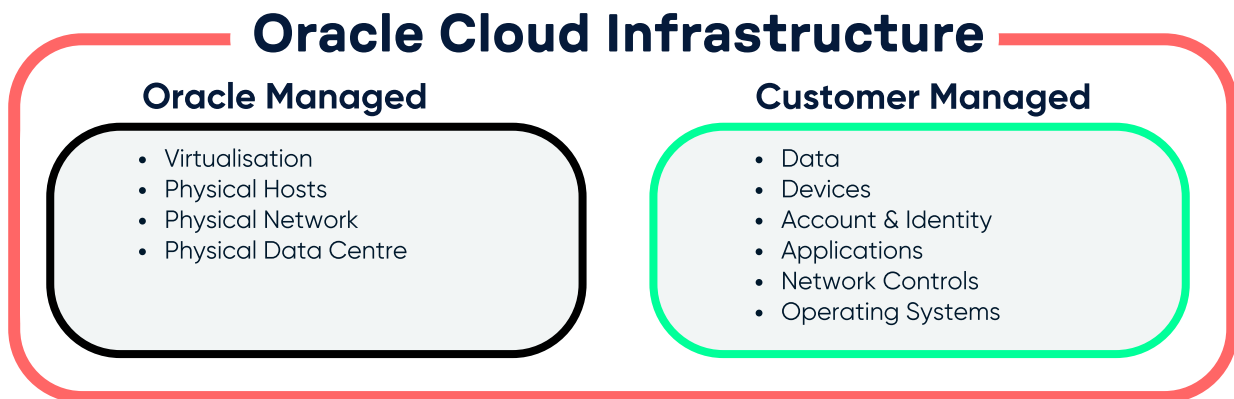 Oracle Cloud Infrastructure
Oracle Managed
• Virtualisation
• Physical Hosts
• Physical Network
• Physical Data Centre
Customer Managed
• Data
• Devices
• Account & Identity
• Applications
• Network Controls
• Operating Systems